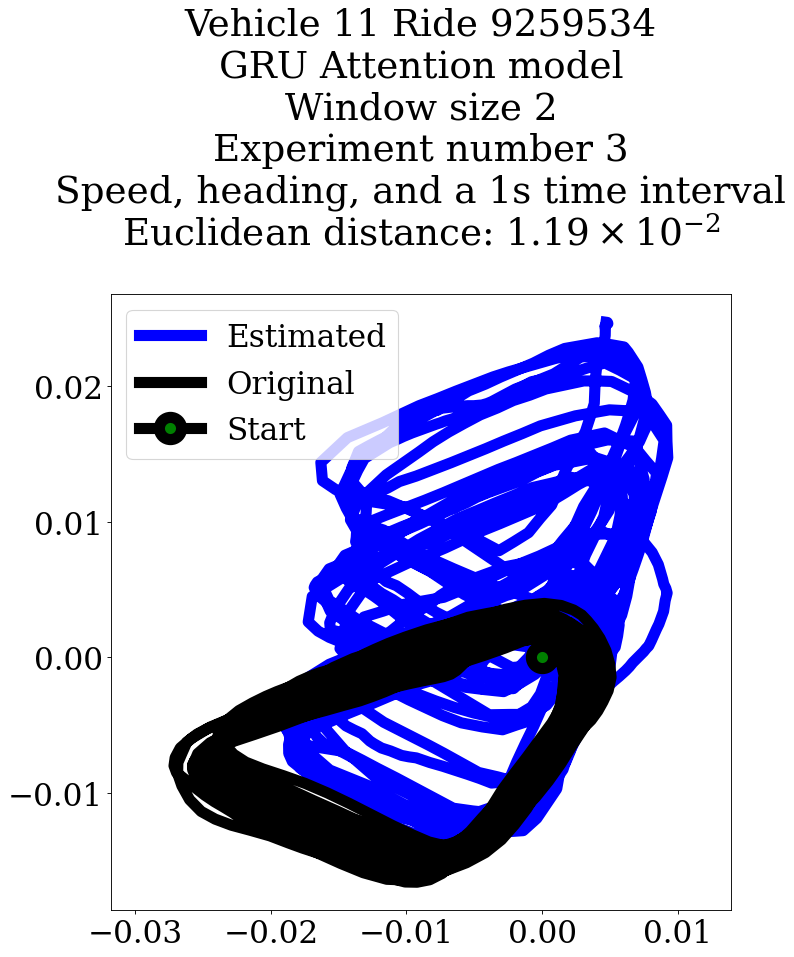 Vehicle 11 Ride 9259534
GRU Attention model
Window size 2
Experiment number 3
Speed, heading, and a 1s time interval
Euclidean distance: 1.19 × 10⁻²
Estimated
Original
Start
0.02
0.01
0.00
−0.01
−0.03 −0.02 −0.01 0.00 0.01